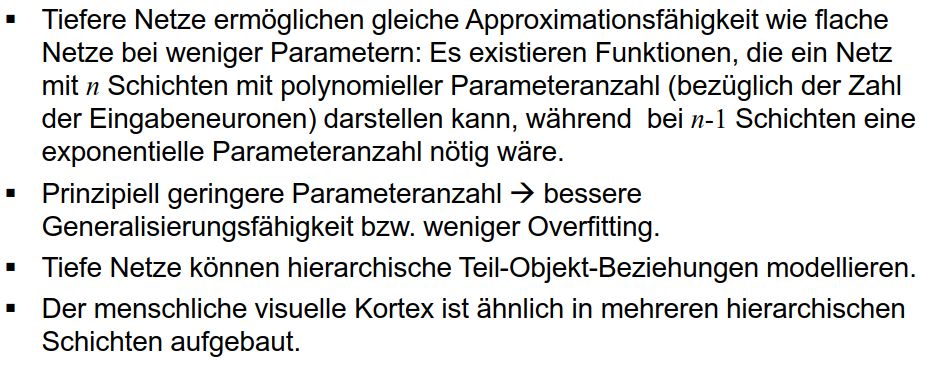 ▪ Tiefere Netze ermöglichen gleiche Approximationsfähigkeit wie flache
Netze bei weniger Parametern: Es existieren Funktionen, die ein Netz
mit n Schichten mit polynomieller Parameteranzahl (bezüglich der Zahl
der Eingabeneuronen) darstellen kann, während bei n-1 Schichten eine
exponentielle Parameteranzahl nötig wäre.
▪ Prinzipiell geringere Parameteranzahl → bessere
Generalisierungsfähigkeit bzw. weniger Overfitting.
▪ Tiefe Netze können hierarchische Teil-Objekt-Beziehungen modellieren.
▪ Der menschliche visuelle Kortex ist ähnlich in mehreren hierarchischen
Schichten aufgebaut.